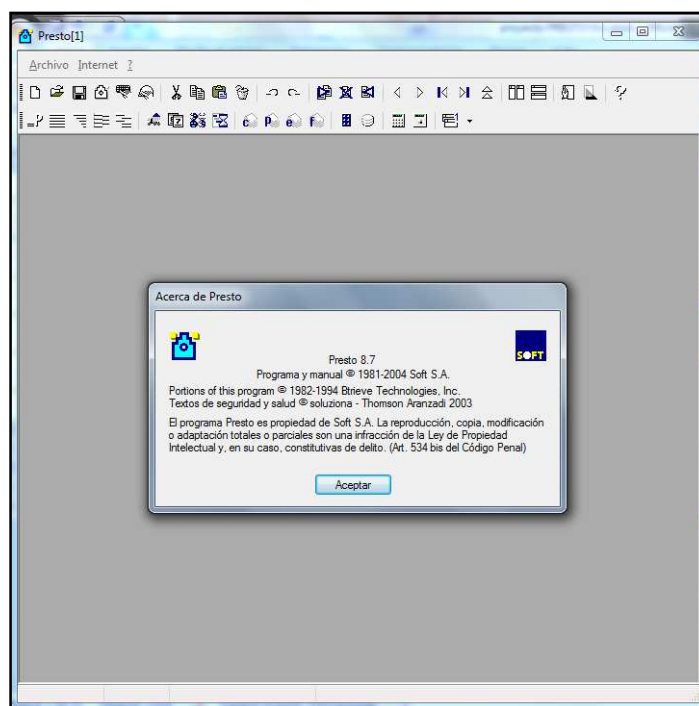 Presto[1]
Archivo Internet ?
Acerca de Presto
SOFT
Presto 8.7
Programa y manual © 1981-2004 Soft S.A.
Portions of this program © 1982-1994 Btrieve Technologies, Inc.
Textos de seguridad y salud © soluziona - Thomson Aranzadi 2003
El programa Presto es propiedad de Soft S.A. La reproducción, copia, modificación
o adaptación totales o parciales son una infracción de la Ley de Propiedad
Intelectual y, en su caso, constitutivas de delito. (Art. 534 bis del Código Penal)
Aceptar